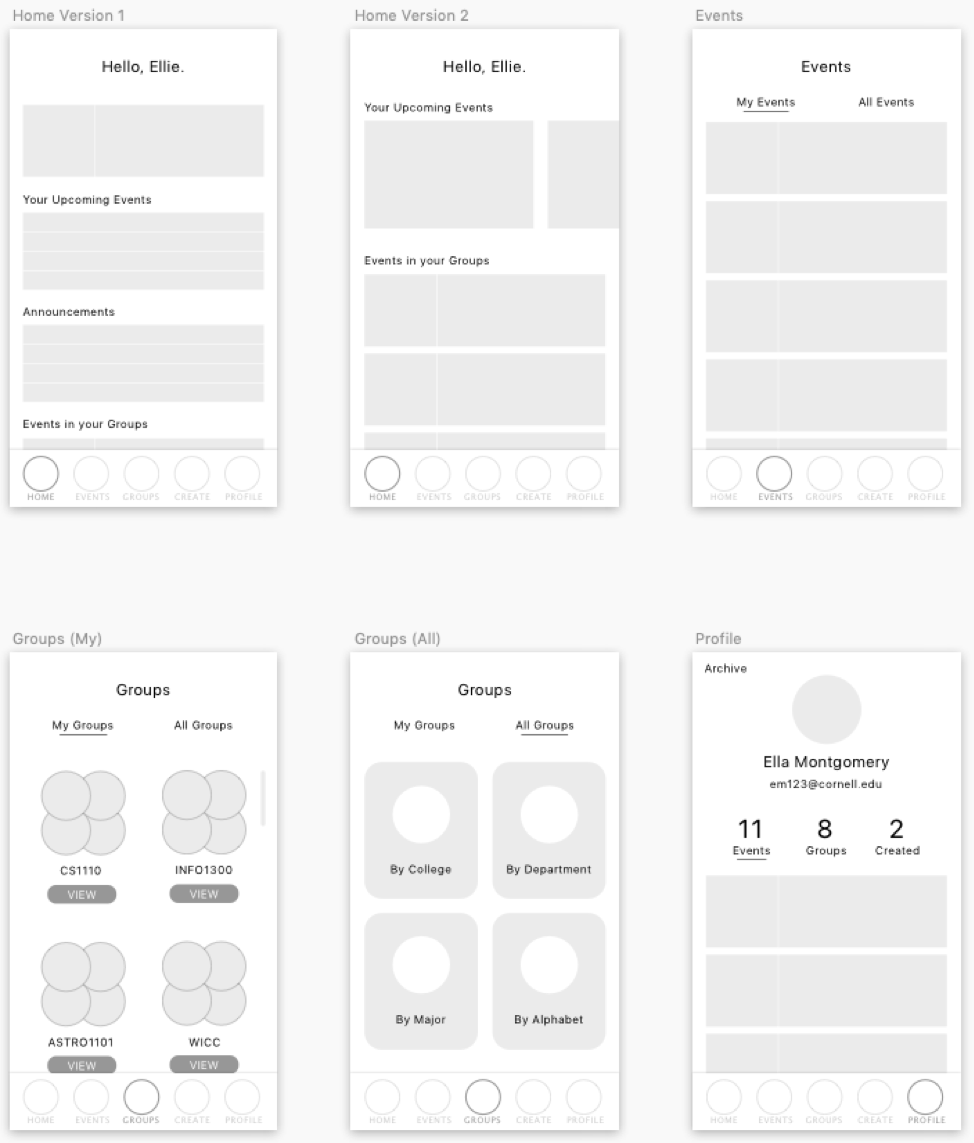 Home Version 1
Hello, Ellie.
Your Upcoming Events
Announcements
Events in your Groups
HOME EVENTS GROUPS CREATE PROFILE
Home Version 2
Hello, Ellie.
Your Upcoming Events
Events in your Groups
HOME EVENTS GROUPS CREATE PROFILE
Events
Events
My Events All Events
HOME EVENTS GROUPS CREATE PROFILE
Groups (My)
Groups
My Groups All Groups
CS1110 INFO1300
VIEW VIEW
ASTRO1101 WICC
VIEW VIEW
HOME EVENTS GROUPS CREATE PROFILE
Groups (All)
Groups
My Groups All Groups
By College By Department
By Major By Alphabet
HOME EVENTS GROUPS CREATE PROFILE
Profile
Archive
Ella Montgomery
em123@cornell.edu
11 8 2
Events Groups Created
HOME EVENTS GROUPS CREATE PROFILE